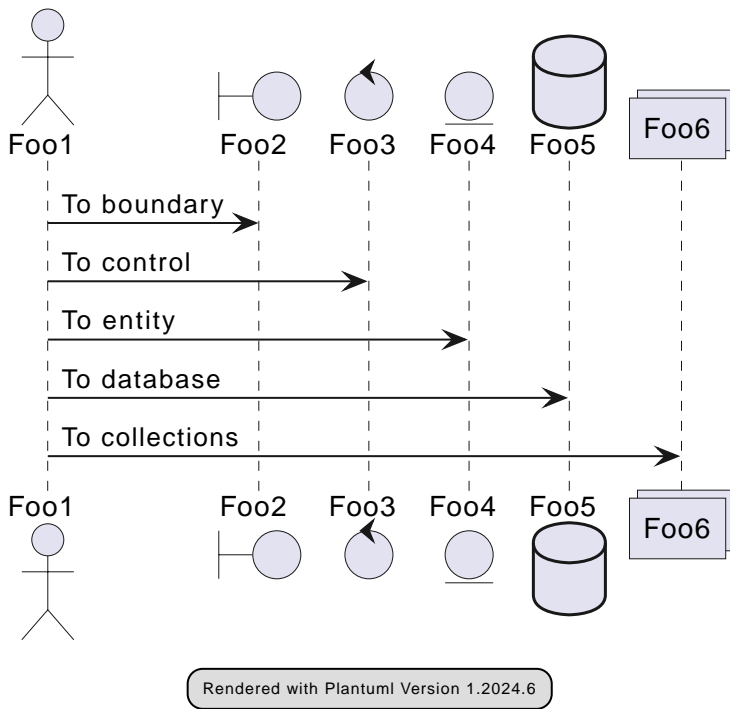 Foo1 Foo2 Foo3 Foo4 Foo5 Foo6
To boundary
To control
To entity
To database
To collections
Foo1 Foo2 Foo3 Foo4 Foo5 Foo6
Rendered with Plantuml Version 1.2024.6